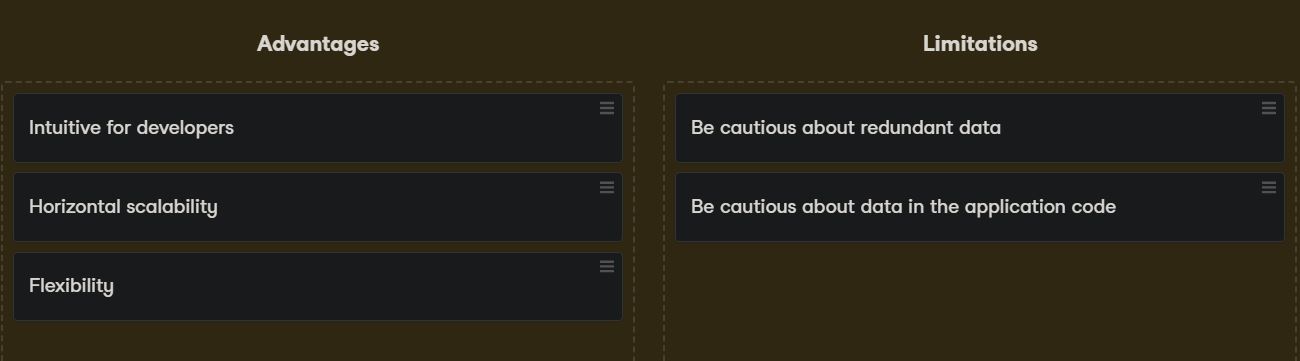 Advantages
Intuitive for developers
Horizontal scalability
Flexibility
Limitations
Be cautious about redundant data
Be cautious about data in the application code